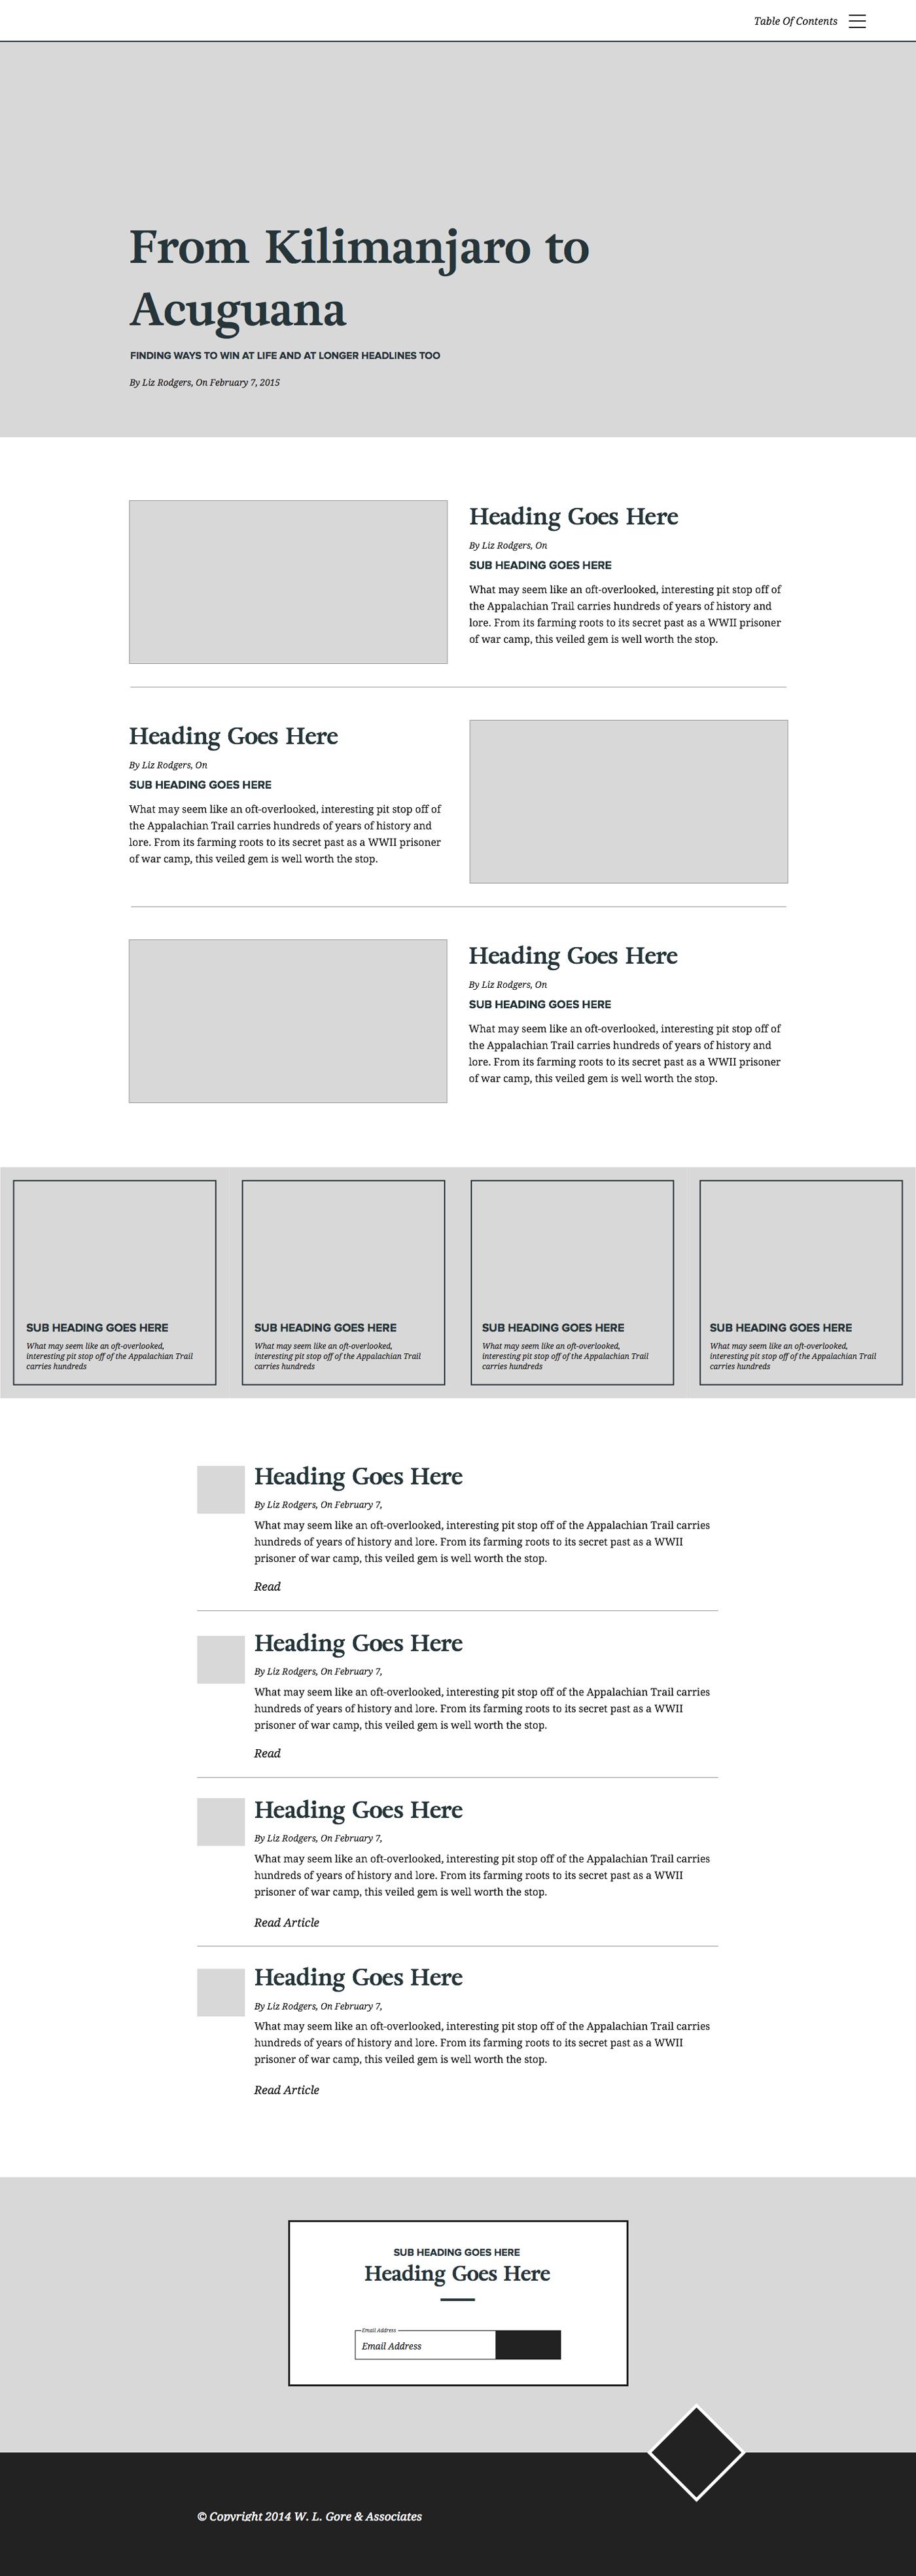 Table Of Contents
From Kilimanjaro to
Acuguana
FINDING WAYS TO WIN AT LIFE AND AT LONGER HEADLINES TOO
By Liz Rodgers, On February 7, 2015
Heading Goes Here
By Liz Rodgers, On
SUB HEADING GOES HERE
What may seem like an oft-overlooked, interesting pit stop off of
the Appalachian Trail carries hundreds of years of history and
lore. From its farming roots to its secret past as a WWII prisoner
of war camp, this veiled gem is well worth the stop.
Heading Goes Here
By Liz Rodgers, On
SUB HEADING GOES HERE
What may seem like an oft-overlooked, interesting pit stop off of
the Appalachian Trail carries hundreds of years of history and
lore. From its farming roots to its secret past as a WWII prisoner
of war camp, this veiled gem is well worth the stop.
Heading Goes Here
By Liz Rodgers, On
SUB HEADING GOES HERE
What may seem like an oft-overlooked, interesting pit stop off of
the Appalachian Trail carries hundreds of years of history and
lore. From its farming roots to its secret past as a WWII prisoner
of war camp, this veiled gem is well worth the stop.
SUB HEADING GOES HERE
What may seem like an oft-overlooked,
interesting pit stop off of the Appalachian Trail
carries hundreds
SUB HEADING GOES HERE
What may seem like an oft-overlooked,
interesting pit stop off of the Appalachian Trail
carries hundreds
SUB HEADING GOES HERE
What may seem like an oft-overlooked,
interesting pit stop off of the Appalachian Trail
carries hundreds
SUB HEADING GOES HERE
What may seem like an oft-overlooked,
interesting pit stop off of the Appalachian Trail
carries hundreds
Heading Goes Here
By Liz Rodgers, On February 7,
What may seem like an oft-overlooked, interesting pit stop off of the Appalachian Trail carries
hundreds of years of history and lore. From its farming roots to its secret past as a WWII
prisoner of war camp, this veiled gem is well worth the stop.
Read
Heading Goes Here
By Liz Rodgers, On February 7,
What may seem like an oft-overlooked, interesting pit stop off of the Appalachian Trail carries
hundreds of years of history and lore. From its farming roots to its secret past as a WWII
prisoner of war camp, this veiled gem is well worth the stop.
Read
Heading Goes Here
By Liz Rodgers, On February 7,
What may seem like an oft-overlooked, interesting pit stop off of the Appalachian Trail carries
hundreds of years of history and lore. From its farming roots to its secret past as a WWII
prisoner of war camp, this veiled gem is well worth the stop.
Read Article
Heading Goes Here
By Liz Rodgers, On February 7,
What may seem like an oft-overlooked, interesting pit stop off of the Appalachian Trail carries
hundreds of years of history and lore. From its farming roots to its secret past as a WWII
prisoner of war camp, this veiled gem is well worth the stop.
Read Article
SUB HEADING GOES HERE
Heading Goes Here
Email Address
Email Address
© Copyright 2014 W. L. Gore & Associates